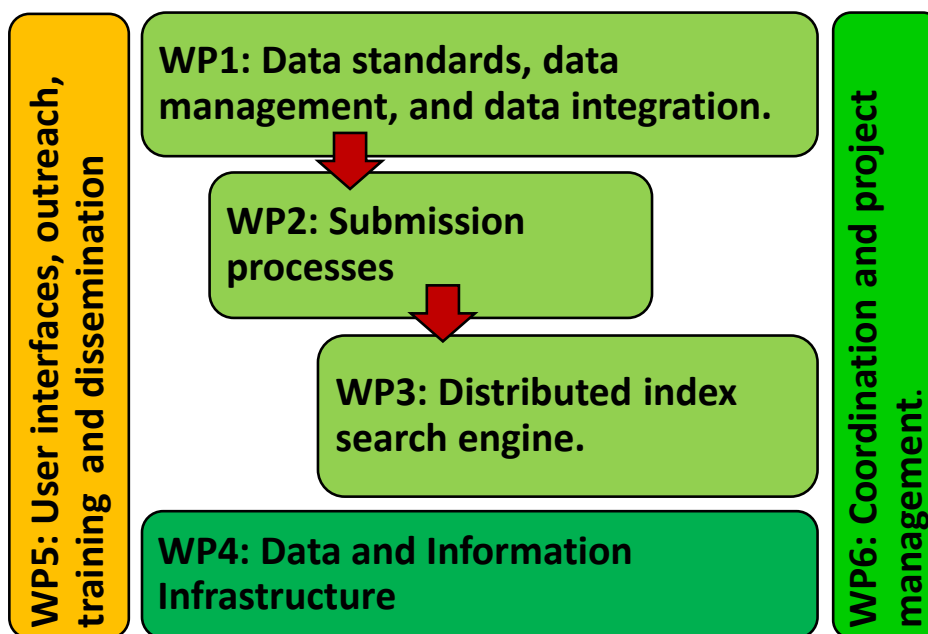 WP5: User interfaces, outreach,
training and dissemination
WP1: Data standards, data
management, and data integration.
WP2: Submission
processes
WP3: Distributed index
search engine.
WP4: Data and Information
Infrastructure
WP6: Coordination and project
management.